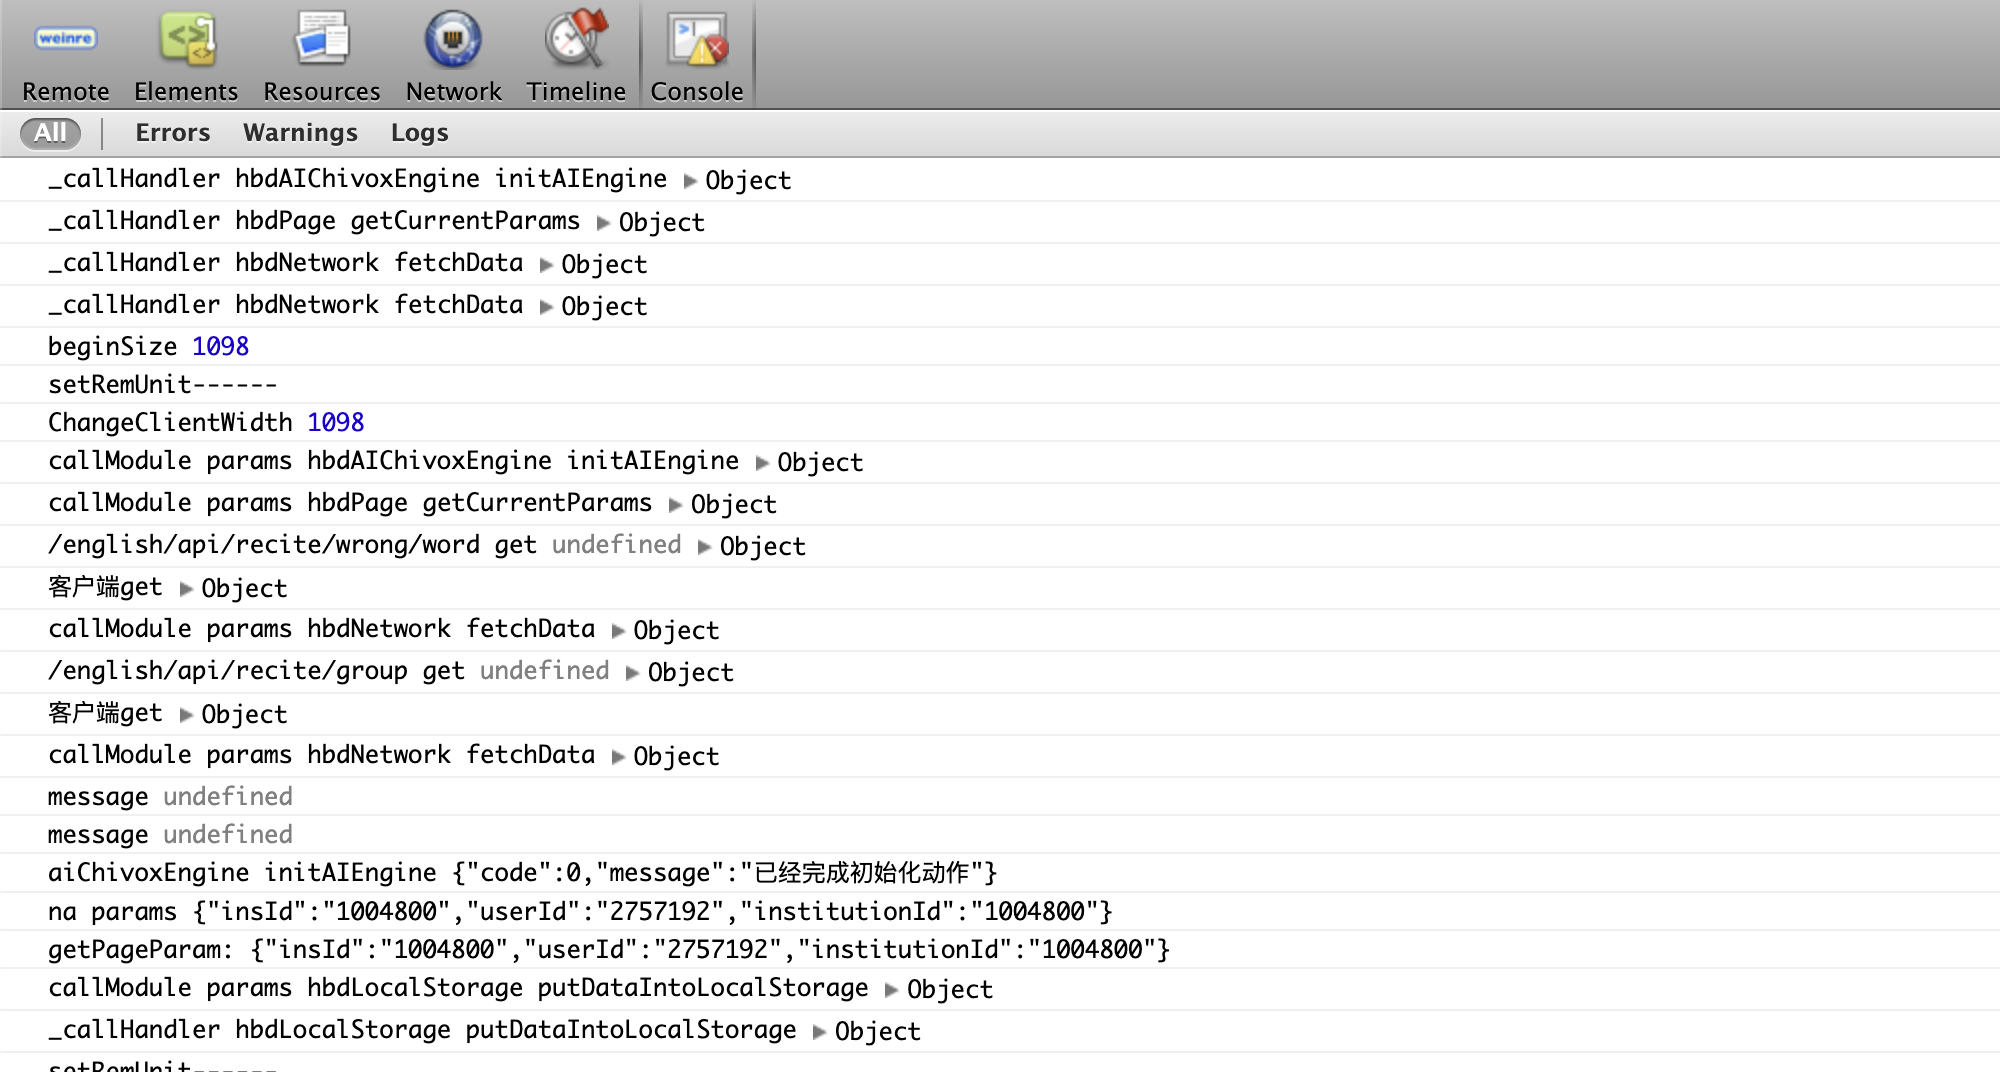 weinre
Remote Elements Resources Network Timeline Console
All Errors Warnings Logs
_callHandler hbdAIChivoxEngine initAIEngine Object
_callHandler hbdPage getCurrentParams Object
_callHandler hbdNetwork fetchData Object
_callHandler hbdNetwork fetchData Object
beginSize 1098
setRemUnit------
ChangeClientWidth 1098
callModule params hbdAIChivoxEngine initAIEngine Object
callModule params hbdPage getCurrentParams Object
/english/api/recite/wrong/word get undefined Object
客户端get Object
callModule params hbdNetwork fetchData Object
/english/api/recite/group get undefined Object
客户端get Object
callModule params hbdNetwork fetchData Object
message undefined
message undefined
aiChivoxEngine initAIEngine {"code":0,"message":"已经完成初始化动作"}
na params {"insId":"1004800","userId":"2757192","institutionId":"1004800"}
getPageParam: {"insId":"1004800","userId":"2757192","institutionId":"1004800"}
callModule params hbdLocalStorage putDataIntoLocalStorage Object
_callHandler hbdLocalStorage putDataIntoLocalStorage Object
setRemUnit------